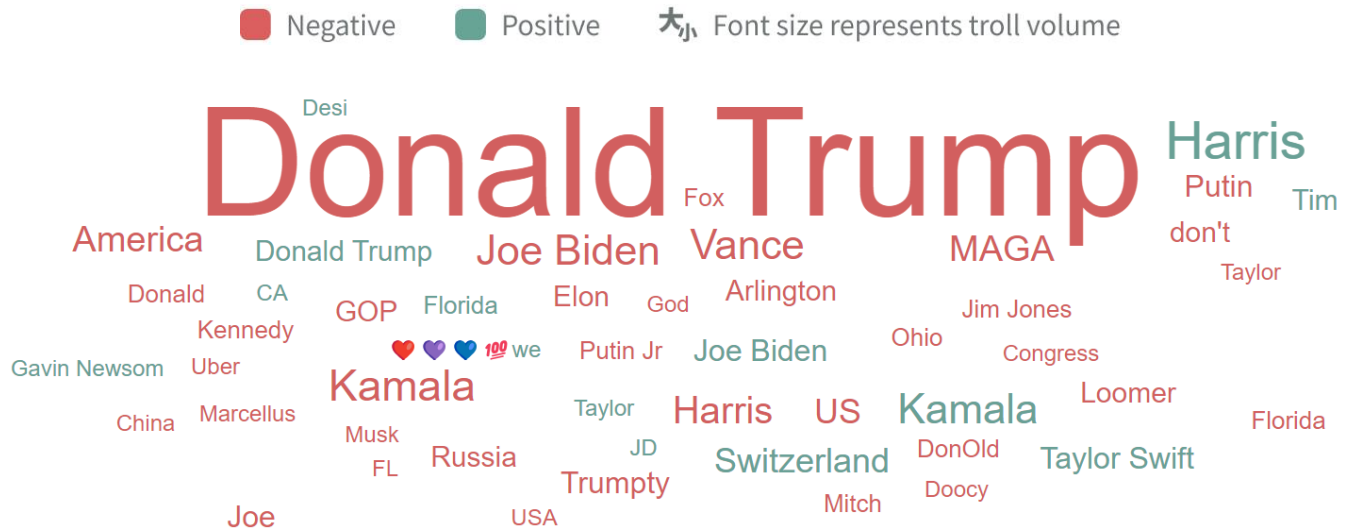 Negative Positive 大小 Font size represents troll volume
Desi
Donald Trump Harris
Fox Putin Tim
America Donald Trump Joe Biden Vance MAGA don't
Taylor
Donald CA GOP Florida Elon God Arlington Jim Jones
Kennedy Ohio
Gavin Newsom Uber ❤️ 💜 💙 💯 we Putin Jr Joe Biden Congress
Kamala Loomer
China Marcellus Taylor Harris US Kamala Florida
Musk JD DonOld
FL Russia Switzerland Taylor Swift
Trumpty Doocy
Joe USA Mitch